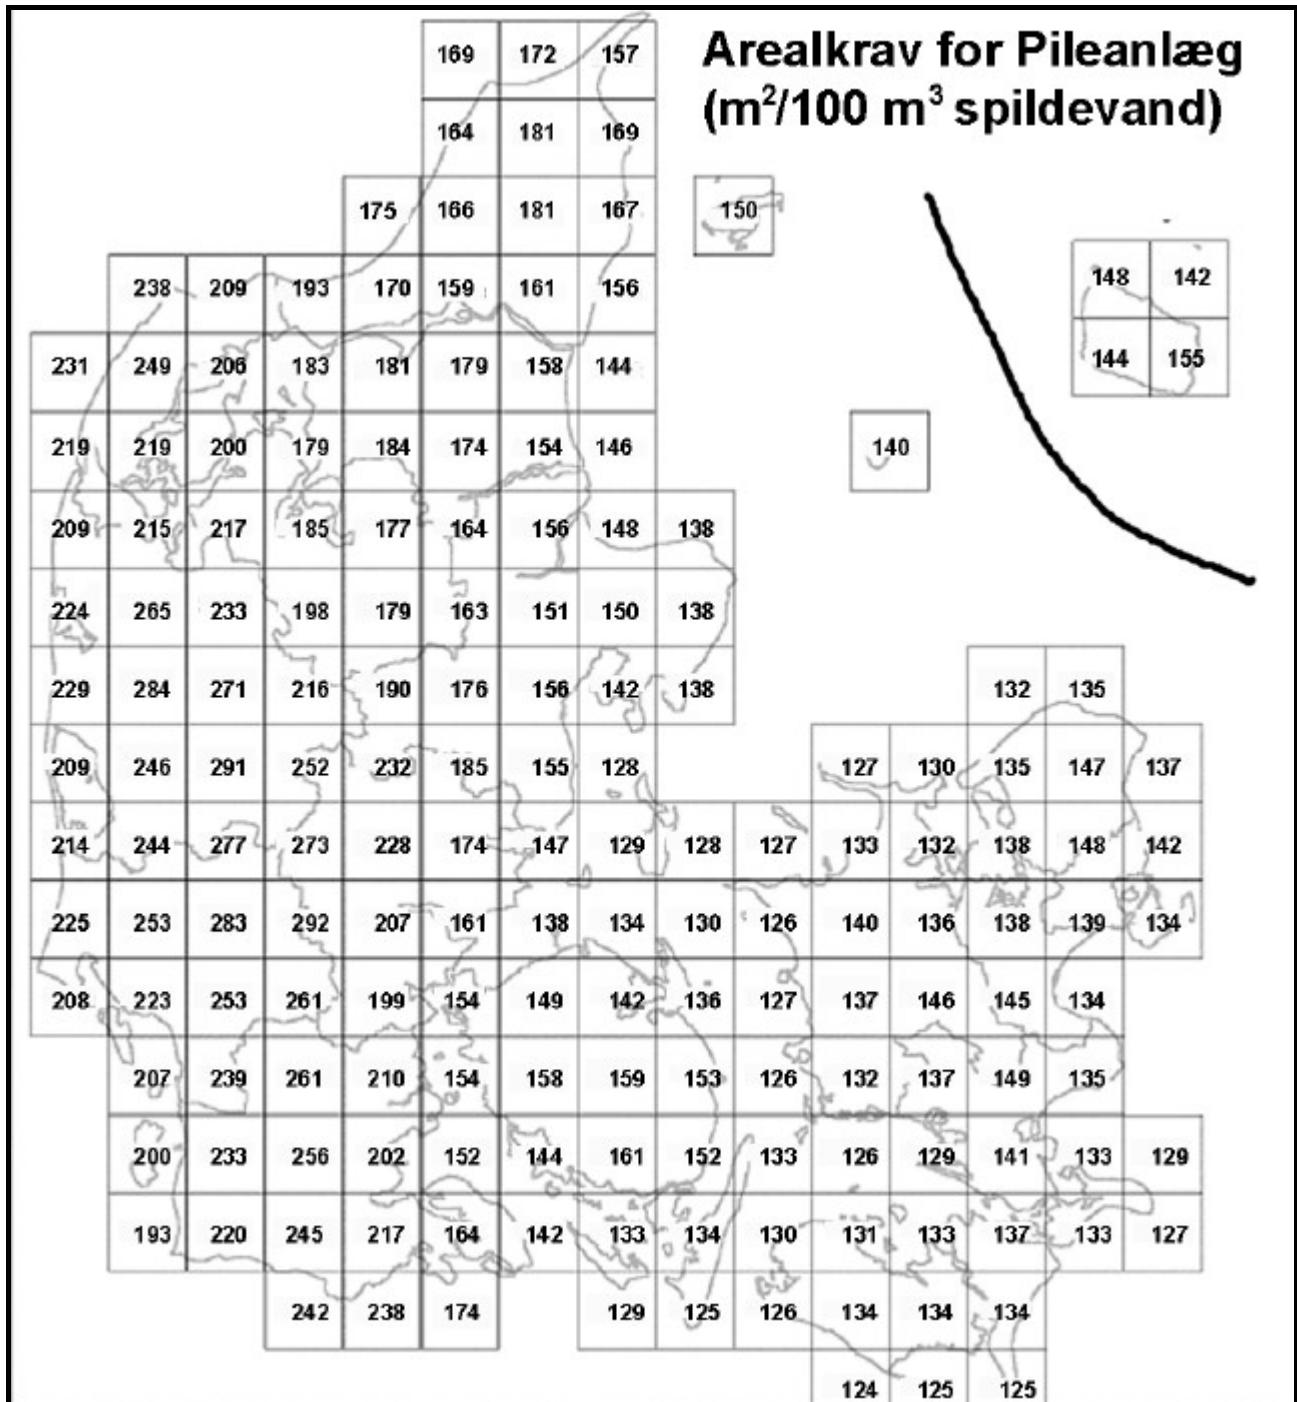 Arealkrav for Pileanlæg
(m²/100 m³ spildevand)
169 172 157
164 181 169
175 166 181 167 150
238 209 193 170 159 161 156 148 142
231 249 206 183 181 179 158 144 144 155
219 219 200 179 184 174 154 146 140
209 215 217 185 177 164 156 148 138
224 265 233 198 179 163 151 150 138
229 284 271 216 190 176 156 142 138 132 135
209 246 291 252 232 185 155 128 127 130 135 147 137
214 244 277 273 228 174 147 129 128 127 133 132 138 148 142
225 253 283 292 207 161 138 134 130 126 140 136 138 139 134
208 223 253 261 199 154 149 142 136 127 137 146 145 134
207 239 261 210 154 158 159 153 126 132 137 149 135
200 233 256 202 152 144 161 152 133 126 129 141 133 129
193 220 245 217 164 142 133 134 130 131 133 137 133 127
242 238 174 129 125 126 134 134 134
124 125 125